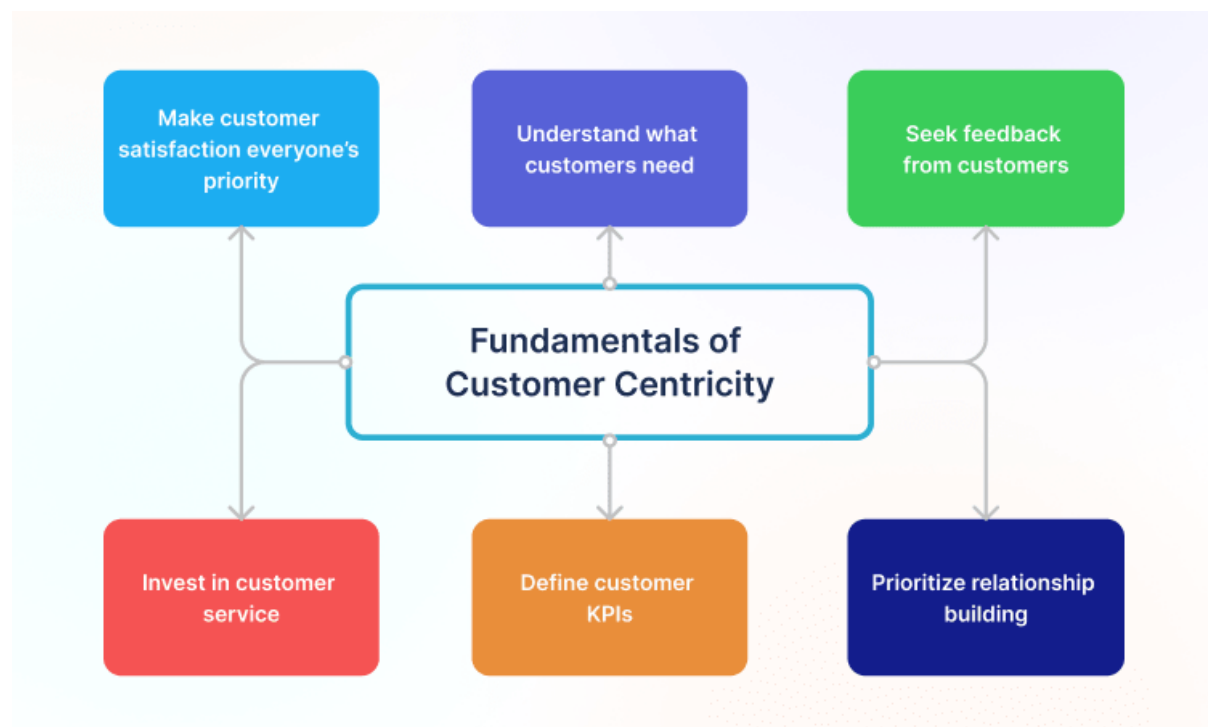 Make customer
satisfaction everyone's
priority
Understand what
customers need
Seek feedback
from customers
Fundamentals of
Customer Centricity
Invest in customer
service
Define customer
KPIs
Prioritize relationship
building